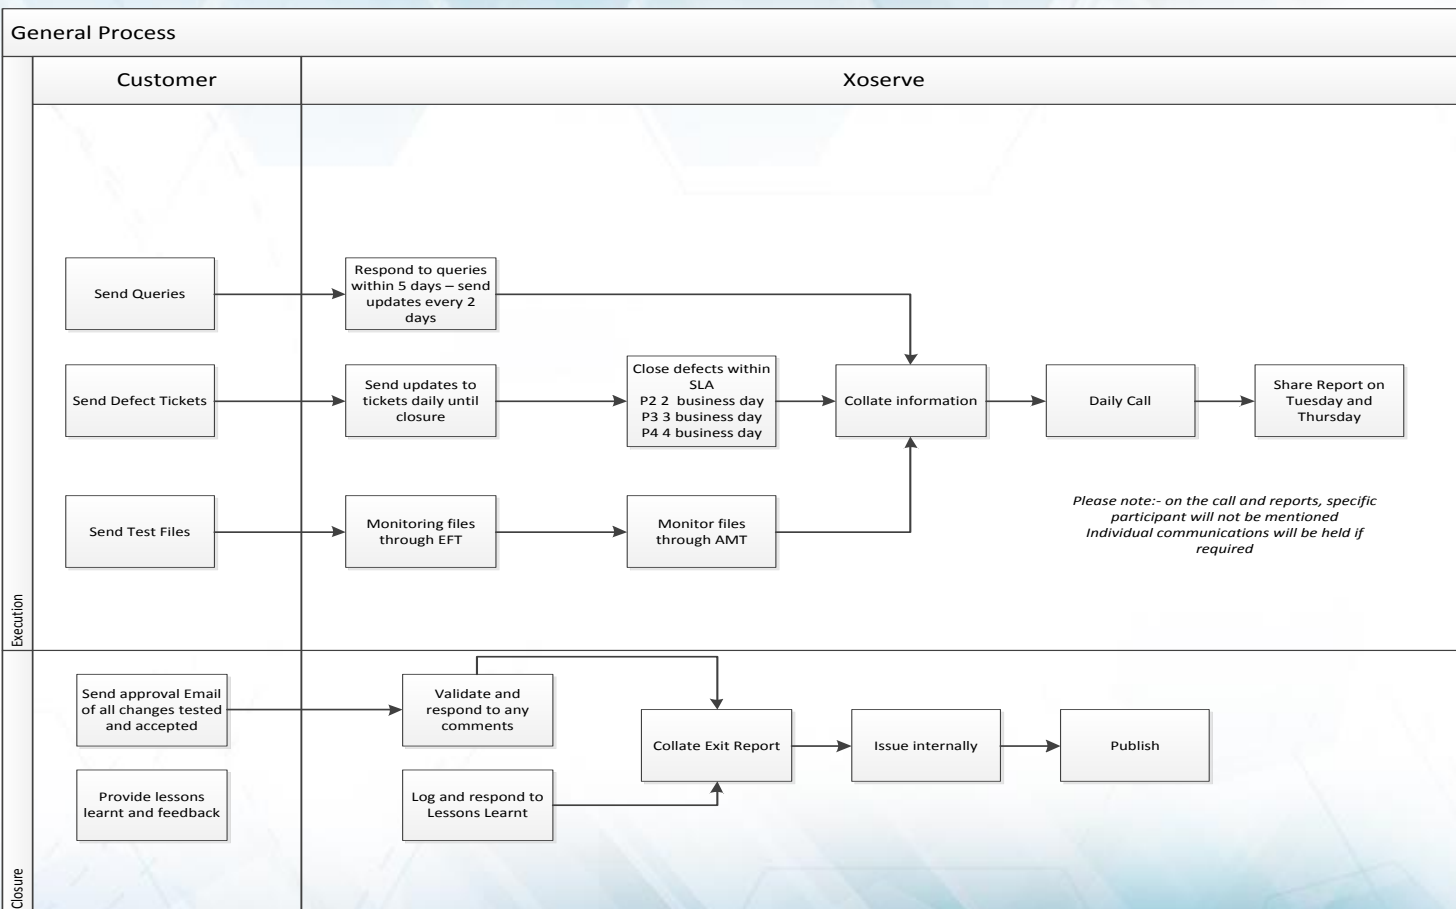 General Process
Customer
Xoserve
Execution
Send Queries
Respond to queries
within 5 days – send
updates every 2
days
Send Defect Tickets
Send updates to
tickets daily until
closure
Close defects within
SLA
P2 2  business day
P3 3 business day
P4 4 business day
Collate information
Daily Call
Share Report on
Tuesday and
Thursday
Send Test Files
Monitoring files
through EFT
Monitor files
through AMT
Please note:- on the call and reports, specific
participant will not be mentioned
Individual communications will be held if
required
Closure
Send approval Email
of all changes tested
and accepted
Validate and
respond to any
comments
Collate Exit Report
Issue internally
Publish
Provide lessons
learnt and feedback
Log and respond to
Lessons Learnt